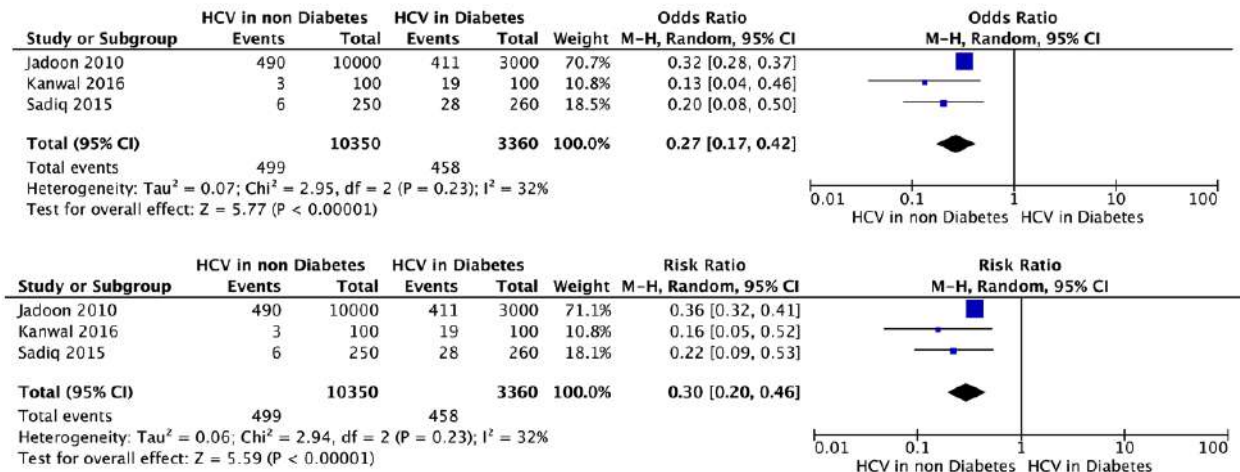 HCV in non Diabetes HCV in Diabetes Odds Ratio Odds Ratio
Study or Subgroup Events Total Events Total Weight M-H, Random, 95% CI M-H, Random, 95% CI
Jadoon 2010 490 10000 411 3000 70.7% 0.32 [0.28, 0.37]
Kanwal 2016 3 100 19 100 10.8% 0.13 [0.04, 0.46]
Sadiq 2015 6 250 28 260 18.5% 0.20 [0.08, 0.50]
Total (95% CI) 10350 3360 100.0% 0.27 [0.17, 0.42]
Total events 499 458
Heterogeneity: Tau² = 0.07; Chi² = 2.95, df = 2 (P = 0.23); I² = 32%
Test for overall effect: Z = 5.77 (P < 0.00001)
0.01 0.1 1 10 100
HCV in non Diabetes HCV in Diabetes
HCV in non Diabetes HCV in Diabetes Risk Ratio Risk Ratio
Study or Subgroup Events Total Events Total Weight M-H, Random, 95% CI M-H, Random, 95% CI
Jadoon 2010 490 10000 411 3000 71.1% 0.36 [0.32, 0.41]
Kanwal 2016 3 100 19 100 10.8% 0.16 [0.05, 0.52]
Sadiq 2015 6 250 28 260 18.1% 0.22 [0.09, 0.53]
Total (95% CI) 10350 3360 100.0% 0.30 [0.20, 0.46]
Total events 499 458
Heterogeneity: Tau² = 0.06; Chi² = 2.94, df = 2 (P = 0.23); I² = 32%
Test for overall effect: Z = 5.59 (P < 0.00001)
0.01 0.1 1 10 100
HCV in non Diabetes HCV in Diabetes